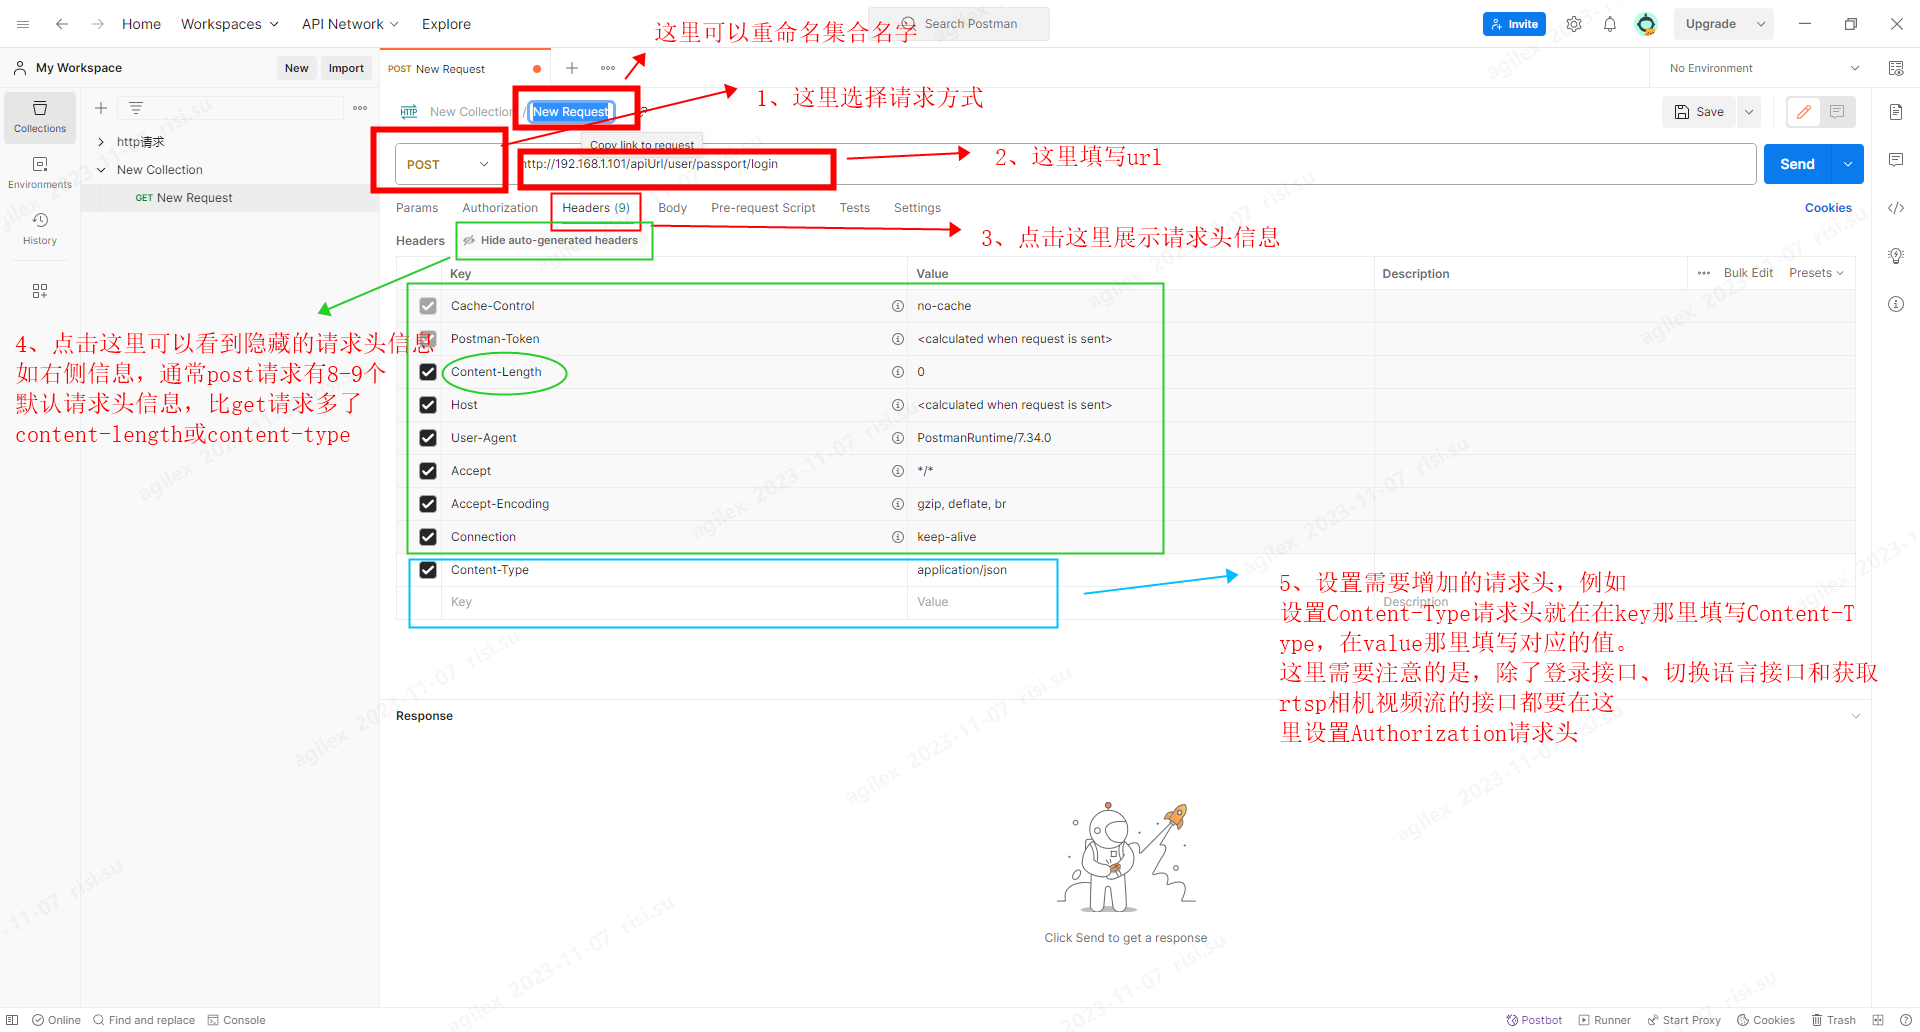 Home Workspaces API Network Explore
这里可以重命名集合名字
Search Postman
Invite Upgrade
My Workspace New Import
POST New Request
No Environment
New Collection / New Request
Save
1、这里选择请求方式
Collections
Environments
History
http请求
New Collection
GET New Request
Copy link to request
POST
http://192.168.1.101/apiUrl/user/passport/login
2、这里填写url
Send
Params Authorization Headers (9) Body Pre-request Script Tests Settings Cookies
3、点击这里展示请求头信息
Headers Hide auto-generated headers
Key Value Description Bulk Edit Presets
Cache-Control no-cache
Postman-Token <calculated when request is sent>
Content-Length 0
Host <calculated when request is sent>
User-Agent PostmanRuntime/7.34.0
Accept */*
Accept-Encoding gzip, deflate, br
Connection keep-alive
Content-Type application/json
Key Value Description
4、点击这里可以看到隐藏的请求头信息
如右侧信息，通常post请求有8-9个
默认请求头信息，比get请求多了
content-length或content-type
5、设置需要增加的请求头，例如
设置Content-Type请求头就在在key那里填写Content-T
ype，在value那里填写对应的值。
这里需要注意的是，除了登录接口、切换语言接口和获取
rtsp相机视频流的接口都要在这
里设置Authorization请求头
Response
Click Send to get a response
Online Find and replace Console
Postbot Runner Start Proxy Cookies Trash
agilex 2023-11-07 risi.su